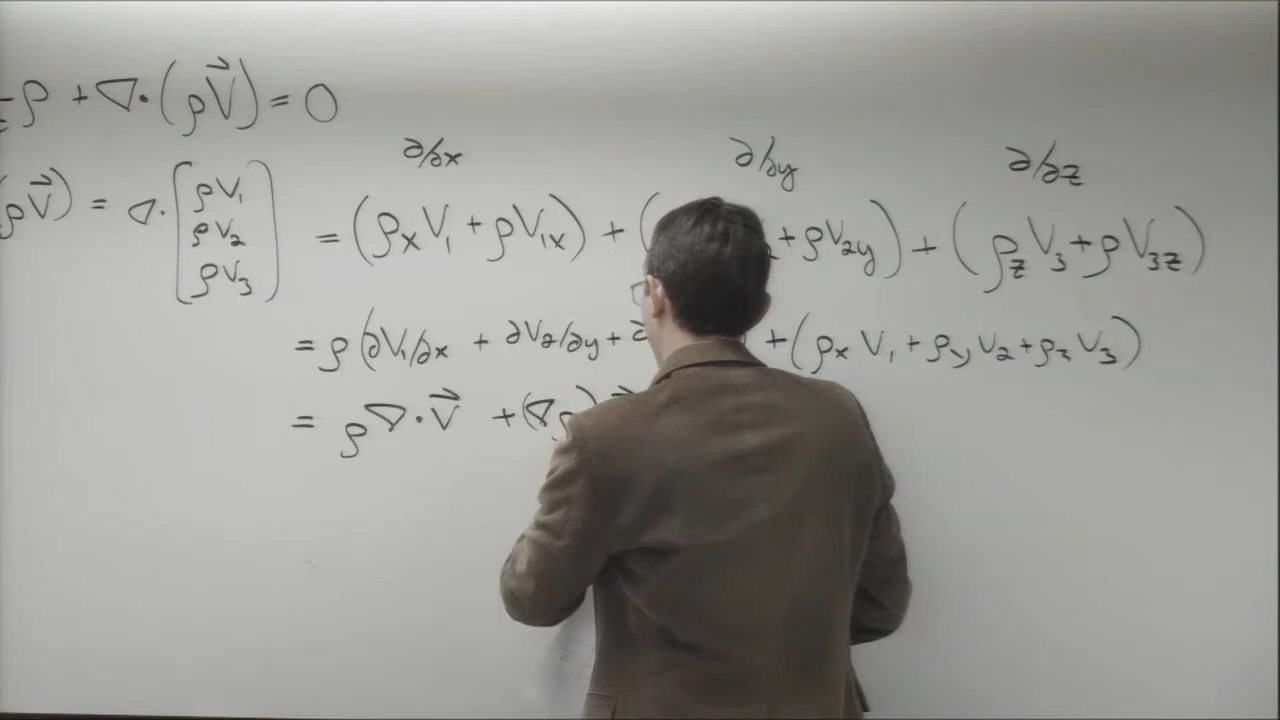 ρ + ∇·(ρV⃗) = 0
∂/∂x ∂/∂y ∂/∂z
ρV⃗) = ∇·[ρV₁ ρV₂ ρV₃] = (ρₓV₁ + ρV₁ₓ) + ( + ρV₂y) + (ρzV₃ + ρV₃z)
= ρ(∂V₁/∂x + ∂V₂/∂y + ∂ + (ρₓV₁ + ρyV₂ + ρzV₃)
= ρ∇·V⃗ + (∇ρ)